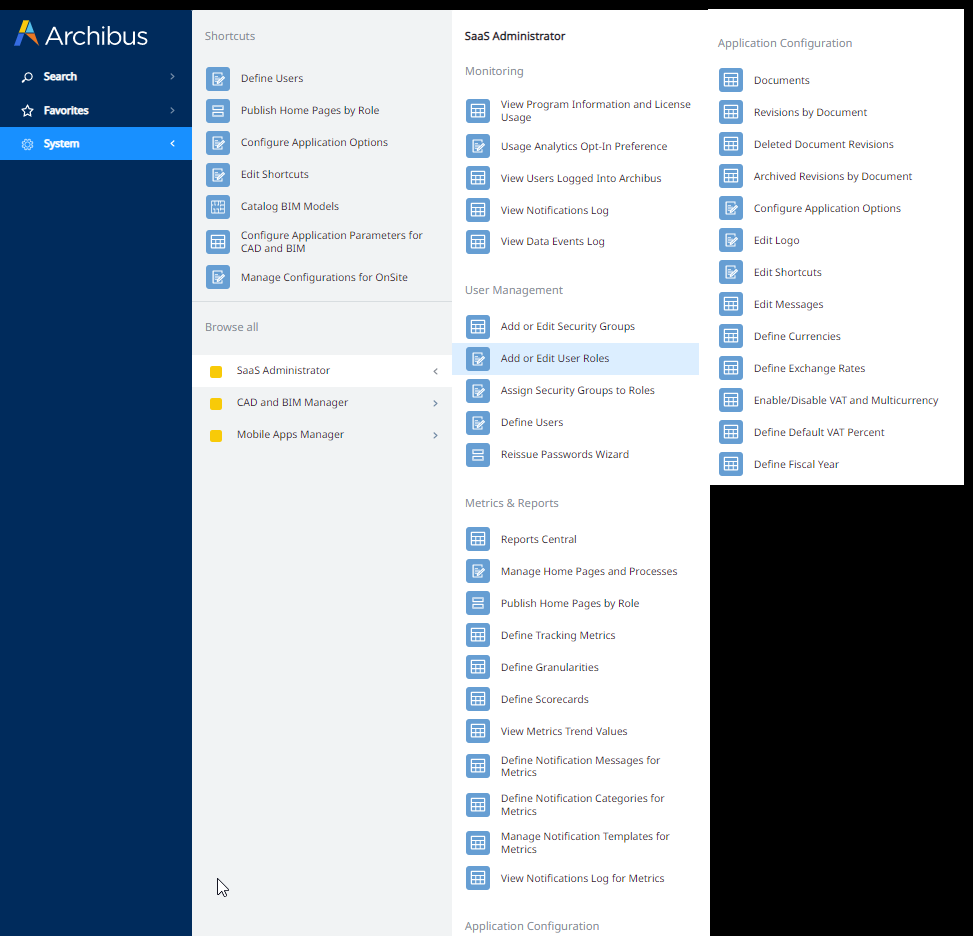 Archibus
Search
Favorites
System
Shortcuts
Define Users
Publish Home Pages by Role
Configure Application Options
Edit Shortcuts
Catalog BIM Models
Configure Application Parameters for
CAD and BIM
Manage Configurations for OnSite
Browse all
SaaS Administrator
CAD and BIM Manager
Mobile Apps Manager
SaaS Administrator
Monitoring
View Program Information and License
Usage
Usage Analytics Opt-In Preference
View Users Logged Into Archibus
View Notifications Log
View Data Events Log
User Management
Add or Edit Security Groups
Add or Edit User Roles
Assign Security Groups to Roles
Define Users
Reissue Passwords Wizard
Metrics & Reports
Reports Central
Manage Home Pages and Processes
Publish Home Pages by Role
Define Tracking Metrics
Define Granularities
Define Scorecards
View Metrics Trend Values
Define Notification Messages for
Metrics
Define Notification Categories for
Metrics
Manage Notification Templates for
Metrics
View Notifications Log for Metrics
Application Configuration
Application Configuration
Documents
Revisions by Document
Deleted Document Revisions
Archived Revisions by Document
Configure Application Options
Edit Logo
Edit Shortcuts
Edit Messages
Define Currencies
Define Exchange Rates
Enable/Disable VAT and Multicurrency
Define Default VAT Percent
Define Fiscal Year